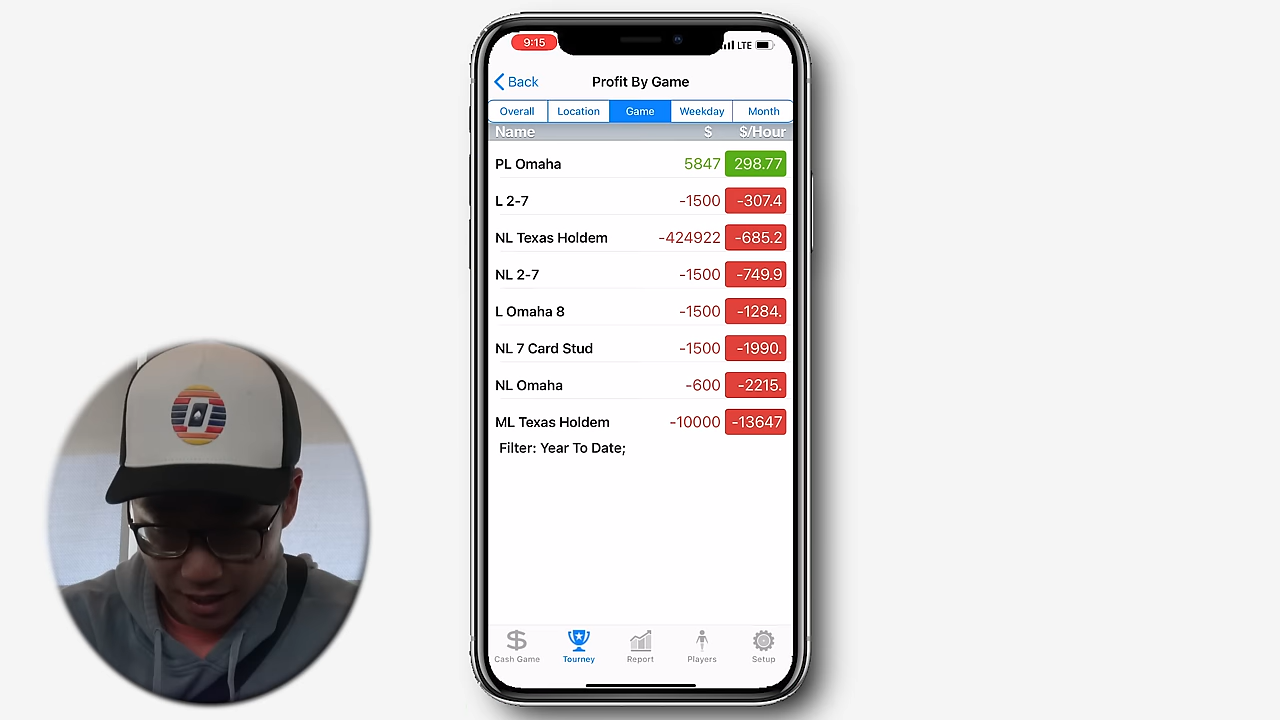 9:15
LTE
Back
Profit By Game
Overall Location Game Weekday Month
Name $ $/Hour
PL Omaha 5847 298.77
L 2-7 -1500 -307.4
NL Texas Holdem -424922 -685.2
NL 2-7 -1500 -749.9
L Omaha 8 -1500 -1284.
NL 7 Card Stud -1500 -1990.
NL Omaha -600 -2215.
ML Texas Holdem -10000 -13647
Filter: Year To Date;
Cash Game Tourney Report Players Setup